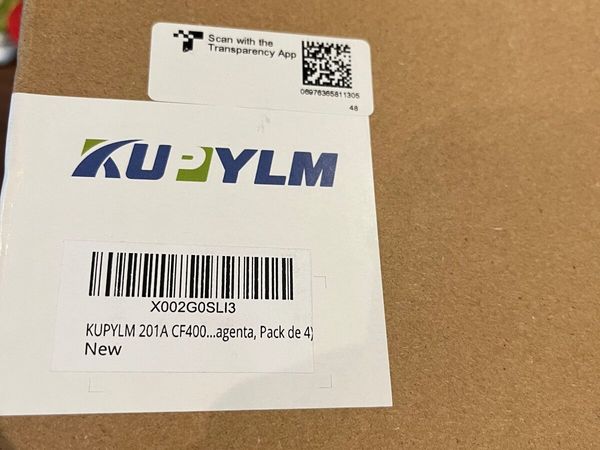 Scan with the
Transparency App
06976365811305
48
KUPYLM
X002G0SLI3
KUPYLM 201A CF400...agenta, Pack de 4)
New